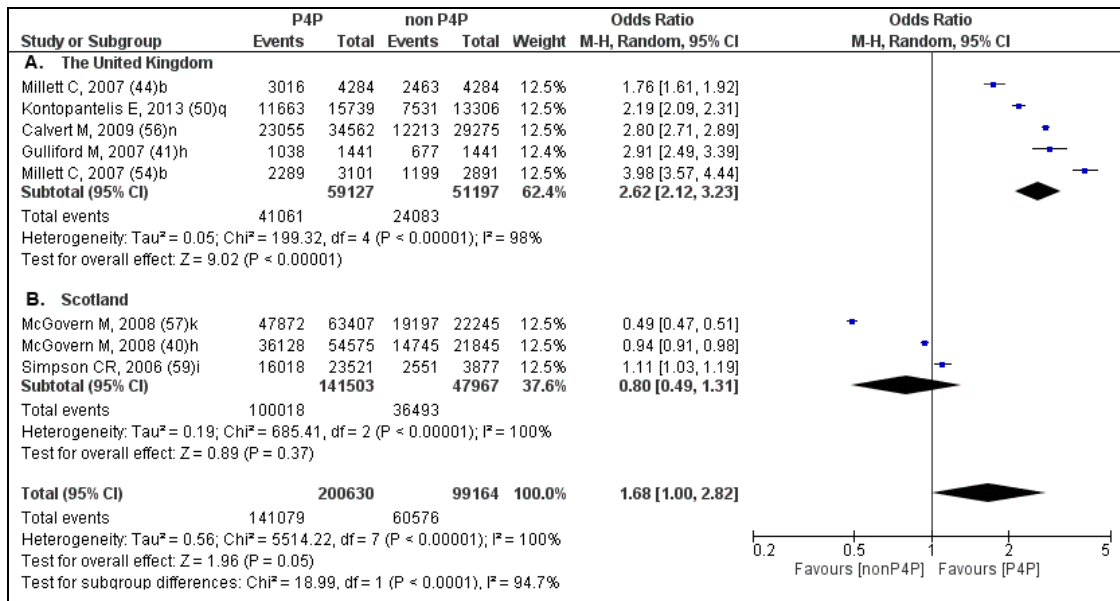 P4P non P4P Odds Ratio Odds Ratio
Study or Subgroup Events Total Events Total Weight M-H, Random, 95% CI M-H, Random, 95% CI
A. The United Kingdom
Millett C, 2007 (44)b 3016 4284 2463 4284 12.5% 1.76 [1.61, 1.92]
Kontopantelis E, 2013 (50)q 11663 15739 7531 13306 12.5% 2.19 [2.09, 2.31]
Calvert M, 2009 (56)n 23055 34562 12213 29275 12.5% 2.80 [2.71, 2.89]
Gulliford M, 2007 (41)h 1038 1441 677 1441 12.4% 2.91 [2.49, 3.39]
Millett C, 2007 (54)b 2289 3101 1199 2891 12.5% 3.98 [3.57, 4.44]
Subtotal (95% CI) 59127 51197 62.4% 2.62 [2.12, 3.23]
Total events 41061 24083
Heterogeneity: Tau² = 0.05; Chi² = 199.32, df = 4 (P < 0.00001); I² = 98%
Test for overall effect: Z = 9.02 (P < 0.00001)
B. Scotland
McGovern M, 2008 (57)k 47872 63407 19197 22245 12.5% 0.49 [0.47, 0.51]
McGovern M, 2008 (40)h 36128 54575 14745 21845 12.5% 0.94 [0.91, 0.98]
Simpson CR, 2006 (59)i 16018 23521 2551 3877 12.5% 1.11 [1.03, 1.19]
Subtotal (95% CI) 141503 47967 37.6% 0.80 [0.49, 1.31]
Total events 100018 36493
Heterogeneity: Tau² = 0.19; Chi² = 685.41, df = 2 (P < 0.00001); I² = 100%
Test for overall effect: Z = 0.89 (P = 0.37)
Total (95% CI) 200630 99164 100.0% 1.68 [1.00, 2.82]
Total events 141079 60576
Heterogeneity: Tau² = 0.56; Chi² = 5514.22, df = 7 (P < 0.00001); I² = 100%
Test for overall effect: Z = 1.96 (P = 0.05)
Test for subgroup differences: Chi² = 18.99, df = 1 (P < 0.0001), I² = 94.7%
0.2 0.5 1 2 5
Favours [nonP4P] Favours [P4P]